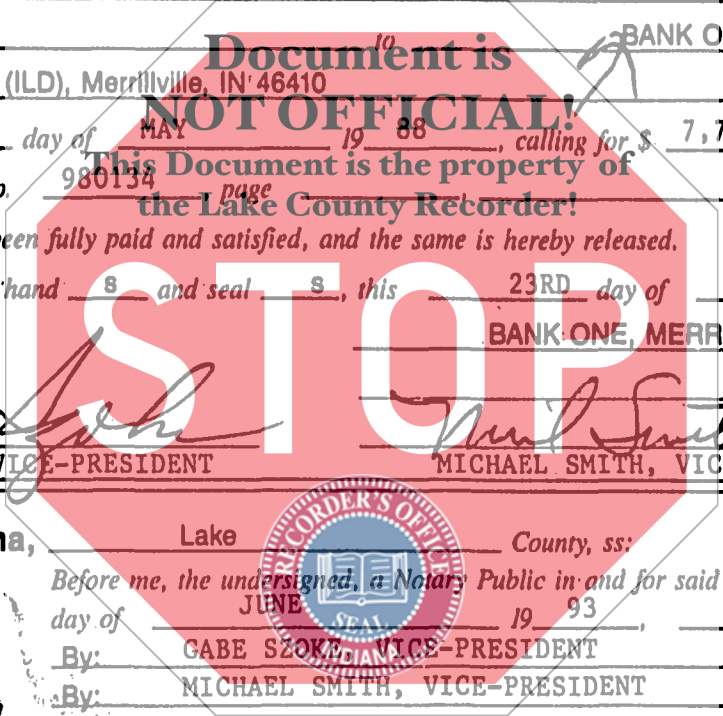 to BANK O
Document is
(ILD), Merrillville, IN 46410
NOT OFFICIAL!
day of MAY 19 88, calling for $ 7,7
This Document is the property of
980134, page
the Lake County Recorder!
een fully paid and satisfied, and the same is hereby released.
hand S and seal S, this 23RD day of
STOP
BANK ONE, MERR
VICE-PRESIDENT MICHAEL SMITH, VIC
na, Lake County, ss:
Before me, the undersigned, a Notary Public in and for said
day of JUNE 19 93,
By: GABE SZOKE, VICE-PRESIDENT
By: MICHAEL SMITH, VICE-PRESIDENT
RECORDER'S OFFICE
SEAL
INDIANA